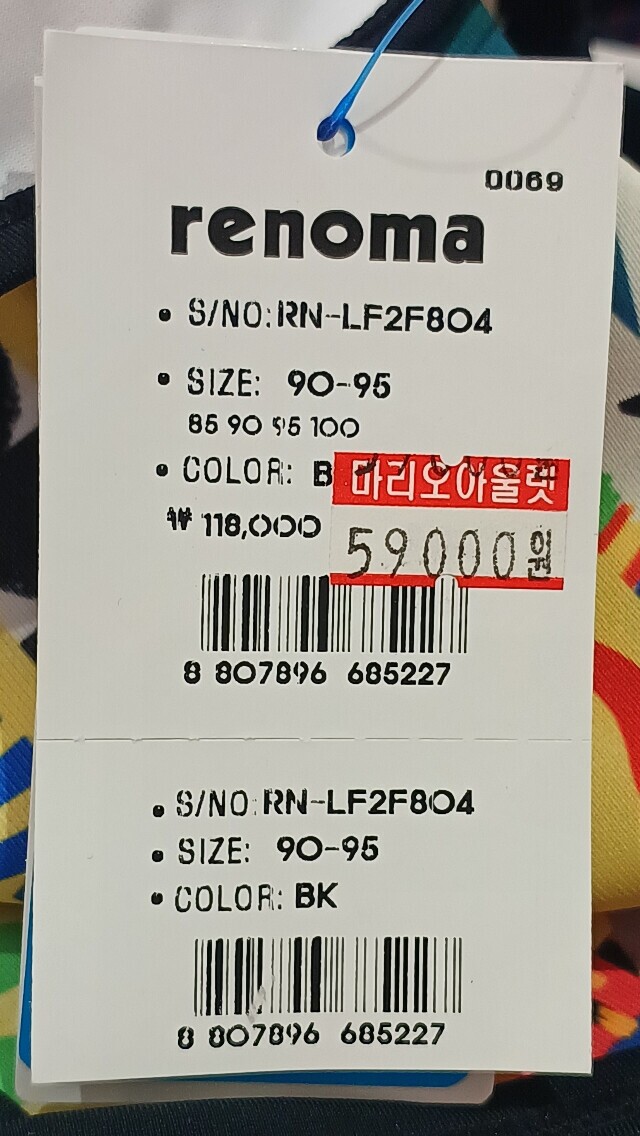 0069
renoma
• S/NO: RN-LF2F804
• SIZE: 90-95
85 90 95 100
• COLOR: B
마리오아울렛
₩ 118,000
59000원
8 807896 685227
• S/NO: RN-LF2F804
• SIZE: 90-95
• COLOR: BK
8 807896 685227